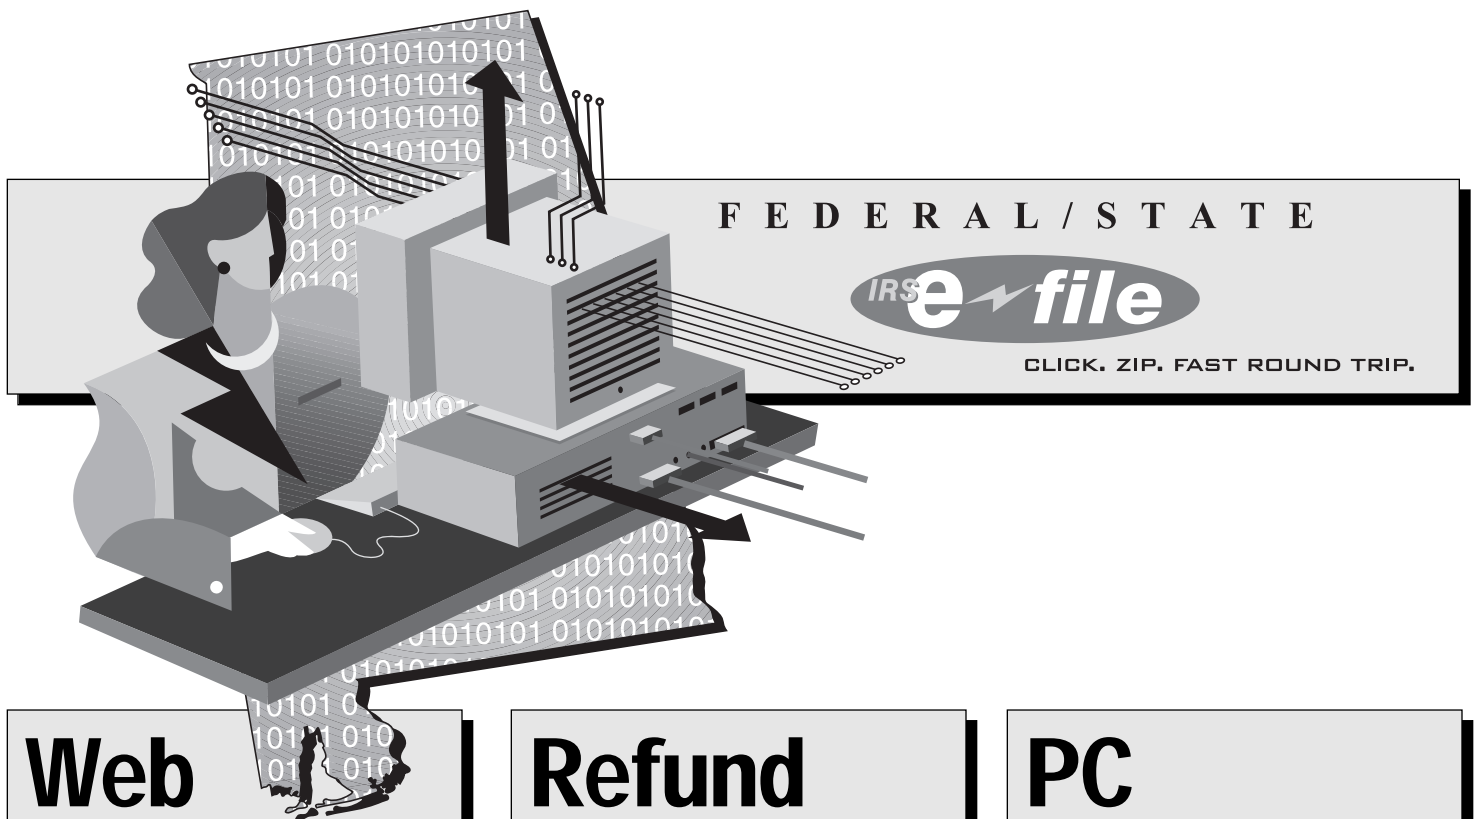 FEDERAL/STATE
IRS e file
CLICK. ZIP. FAST ROUND TRIP.
Web
Refund
PC